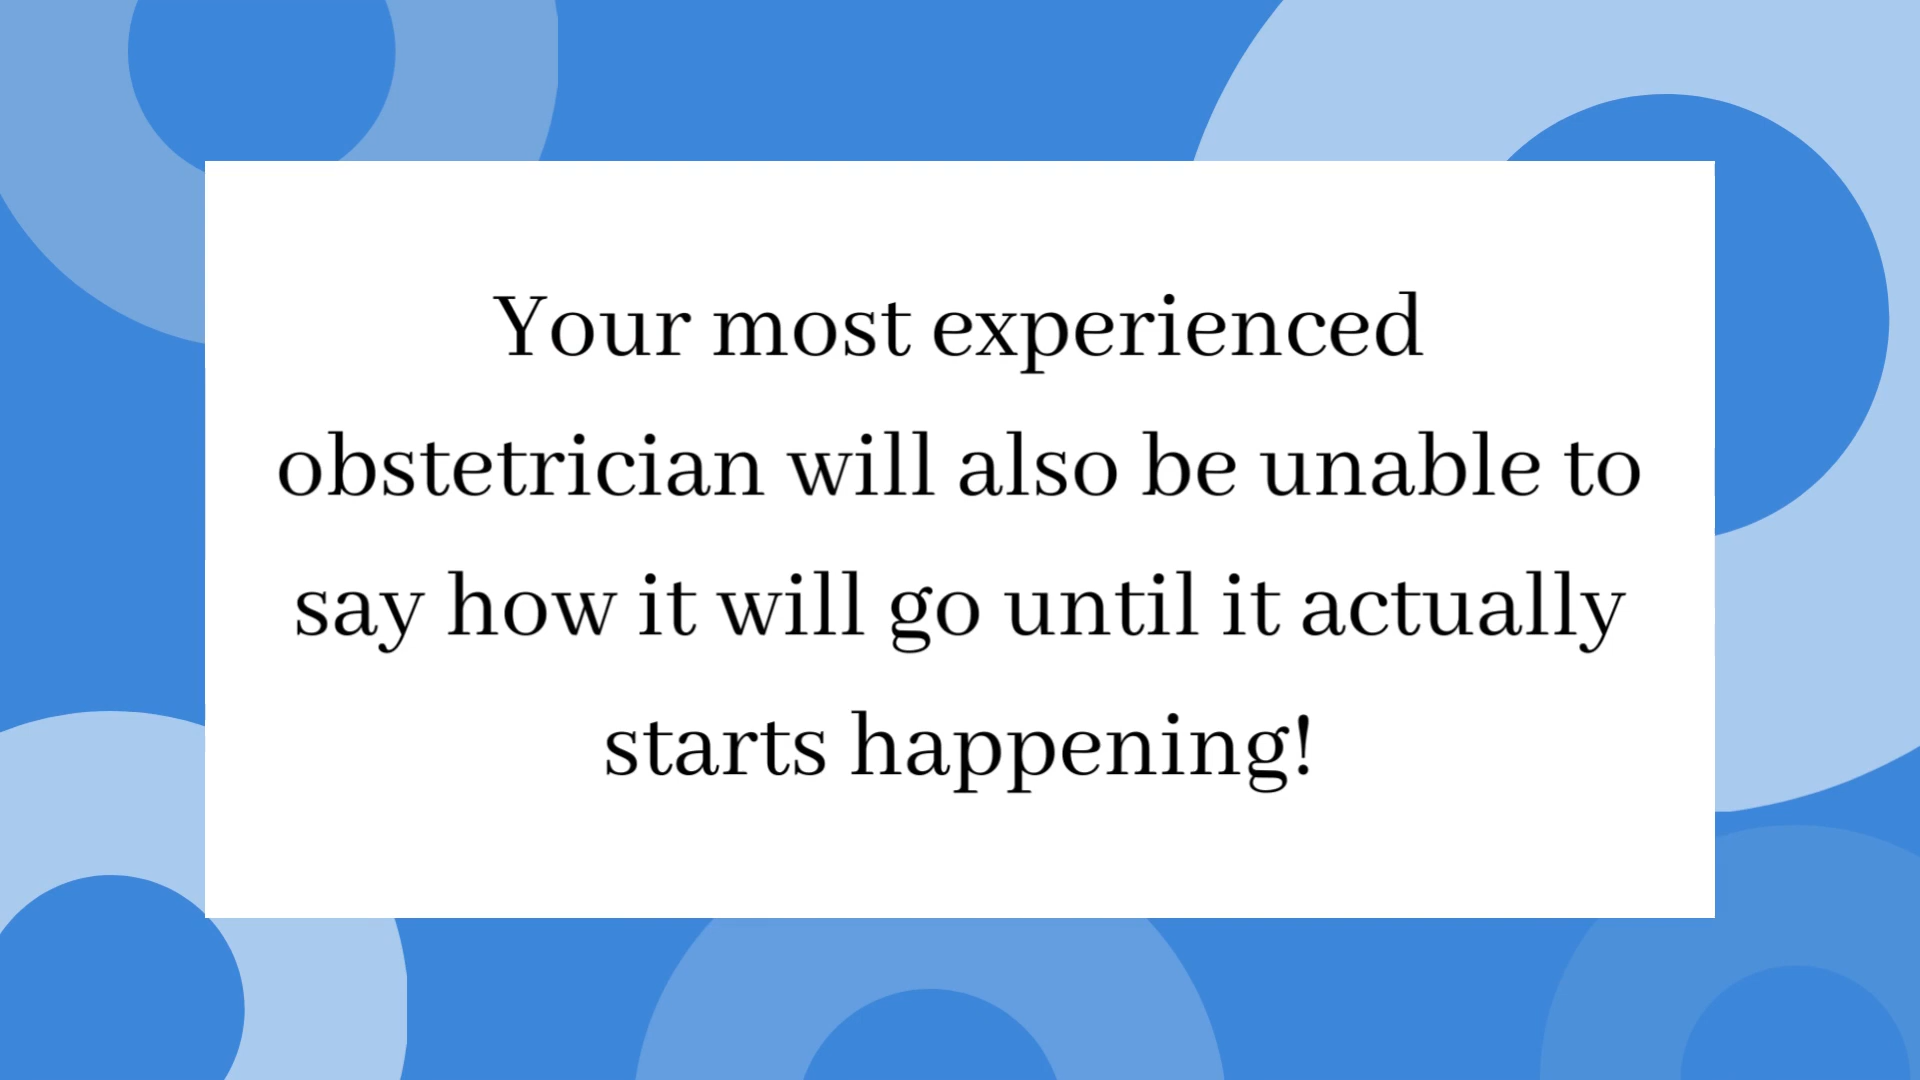 Your most experienced
obstetrician will also be unable to
say how it will go until it actually
starts happening!